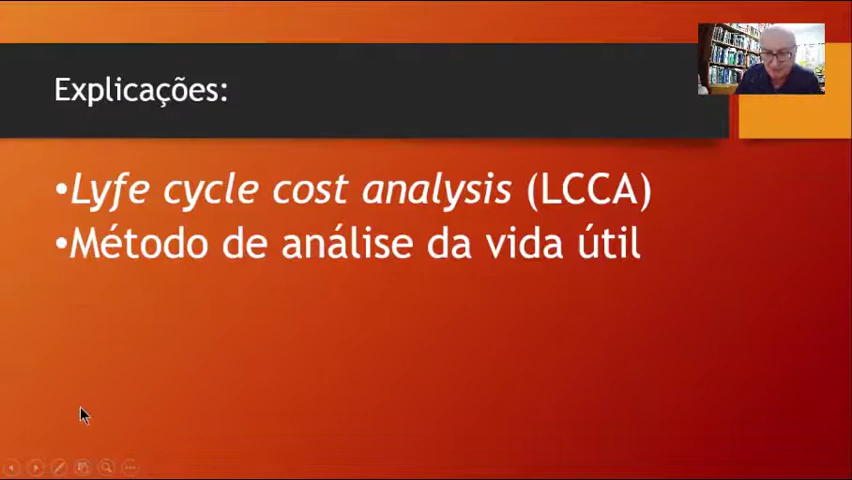 Explicações:
•Lyfe cycle cost analysis (LCCA)
•Método de análise da vida útil